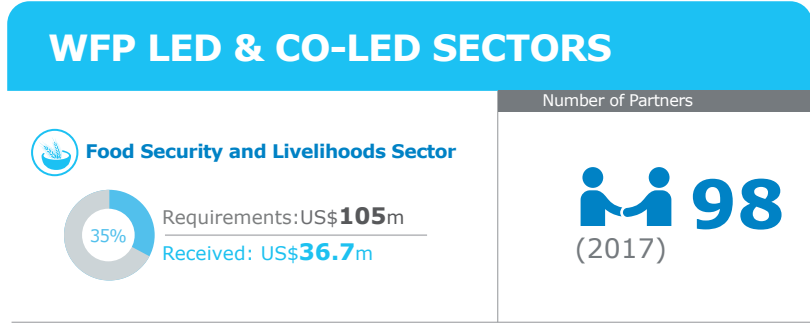 WFP LED & CO-LED SECTORS
Number of Partners
Food Security and Livelihoods Sector
35%
Requirements:US$105m
Received: US$36.7m
98
(2017)